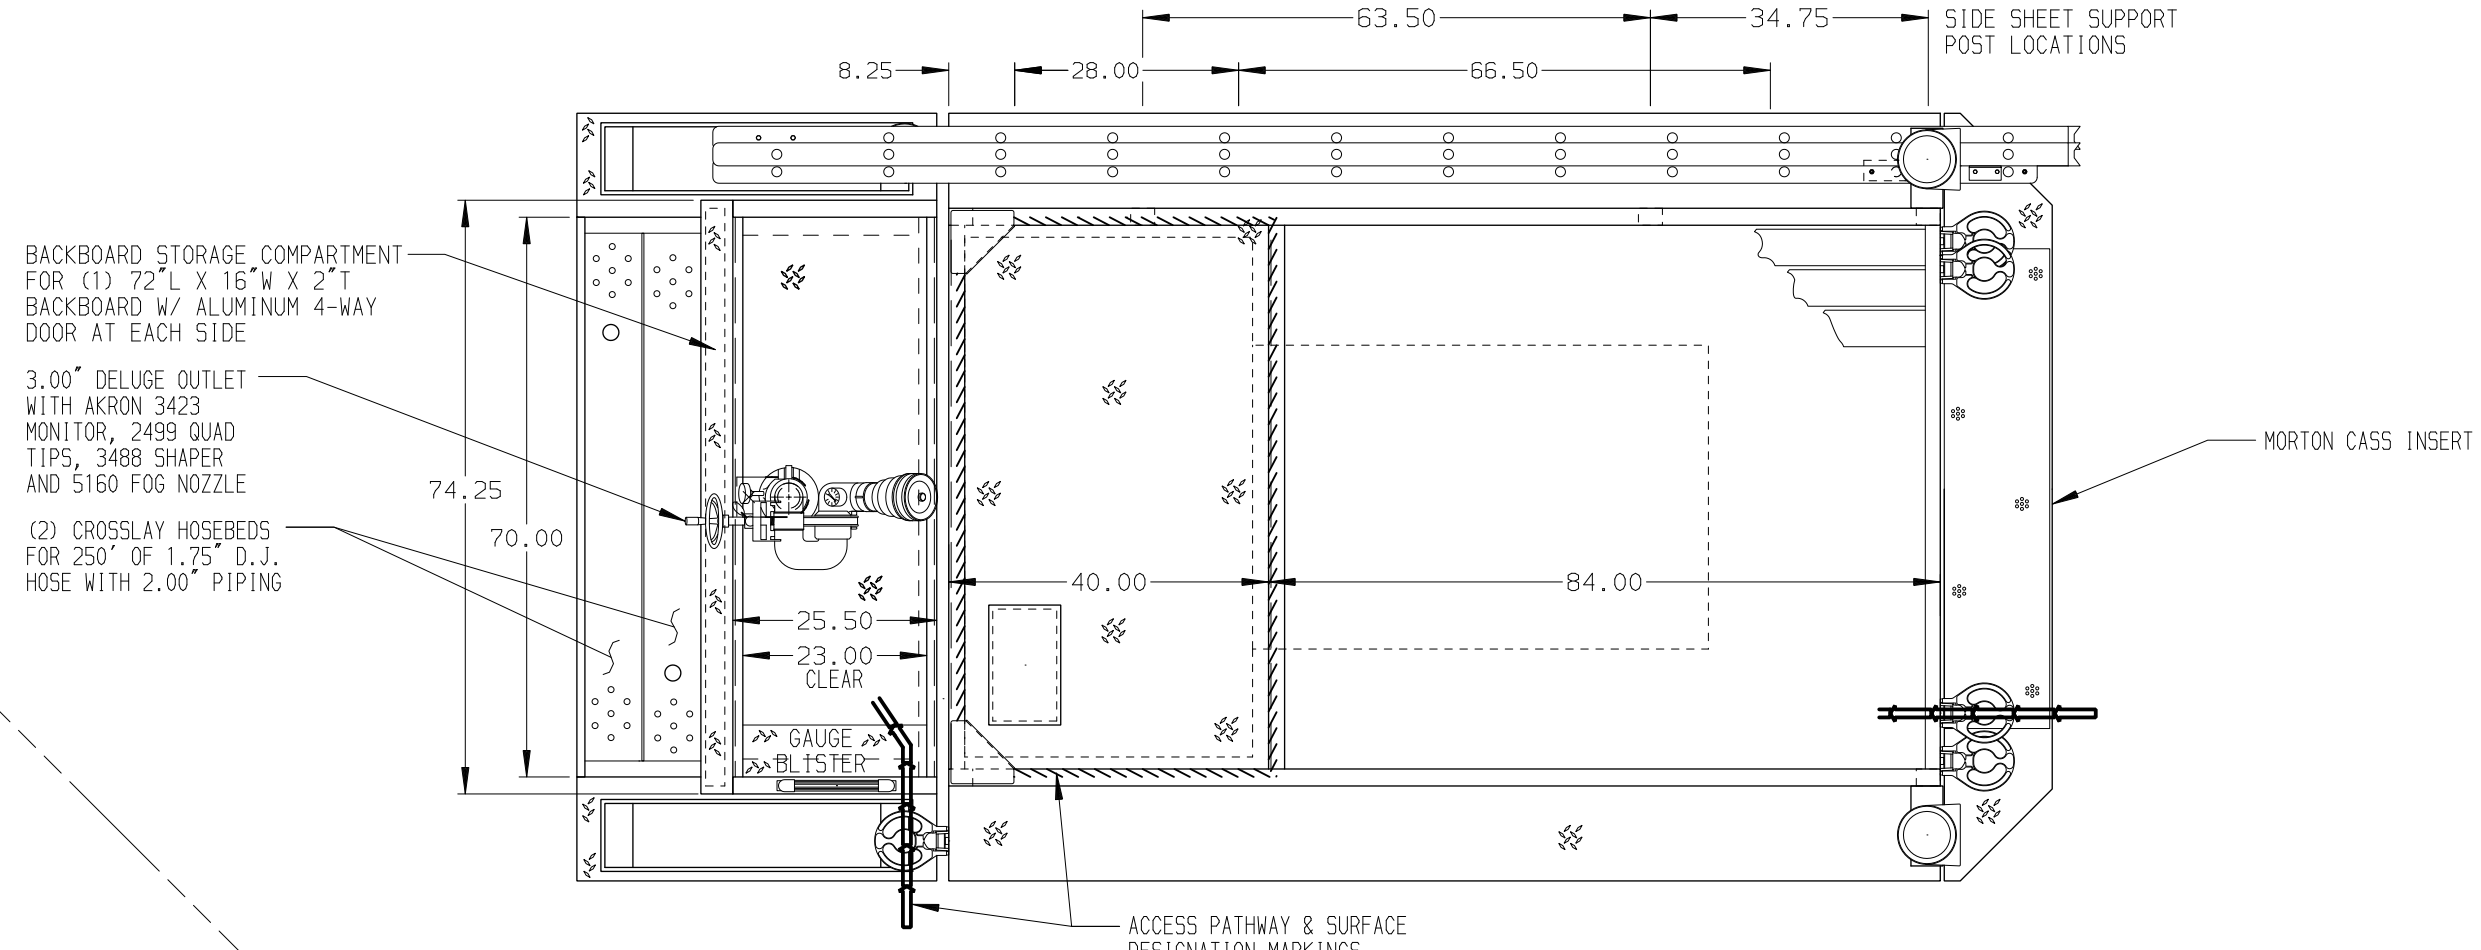 63.50
34.75
SIDE SHEET SUPPORT
POST LOCATIONS
8.25
28.00
66.50
BACKBOARD STORAGE COMPARTMENT
FOR (1) 72"L X 16"W X 2"T
BACKBOARD W/ ALUMINUM 4-WAY
DOOR AT EACH SIDE
3.00" DELUGE OUTLET
WITH AKRON 3423
MONITOR, 2499 QUAD
TIPS, 3488 SHAPER
AND 5160 FOG NOZZLE
(2) CROSSLAY HOSEBEDS
FOR 250' OF 1.75" D.J.
HOSE WITH 2.00" PIPING
74.25
70.00
MORTON CASS INSERT
40.00
84.00
25.50
23.00
CLEAR
GAUGE
BLISTER
ACCESS PATHWAY & SURFACE
DESIGNATION MARKINGS